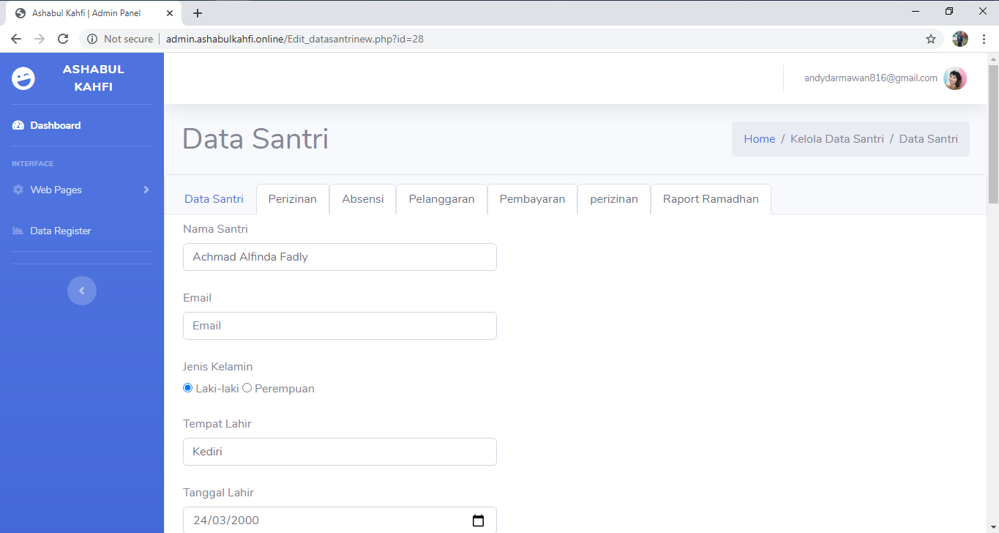 Ashabul Kahfi | Admin Panel
Not secure
admin.ashabulkahfi.online/Edit_datasantrinew.php?id=28
ASHABUL
KAHFI
Dashboard
INTERFACE
Web Pages
Data Register
andydarmawan816@gmail.com
Data Santri
Home / Kelola Data Santri / Data Santri
Data Santri Perizinan Absensi Pelanggaran Pembayaran perizinan Raport Ramadhan
Nama Santri
Achmad Alfinda Fadly
Email
Email
Jenis Kelamin
Laki-laki Perempuan
Tempat Lahir
Kediri
Tanggal Lahir
24/03/2000